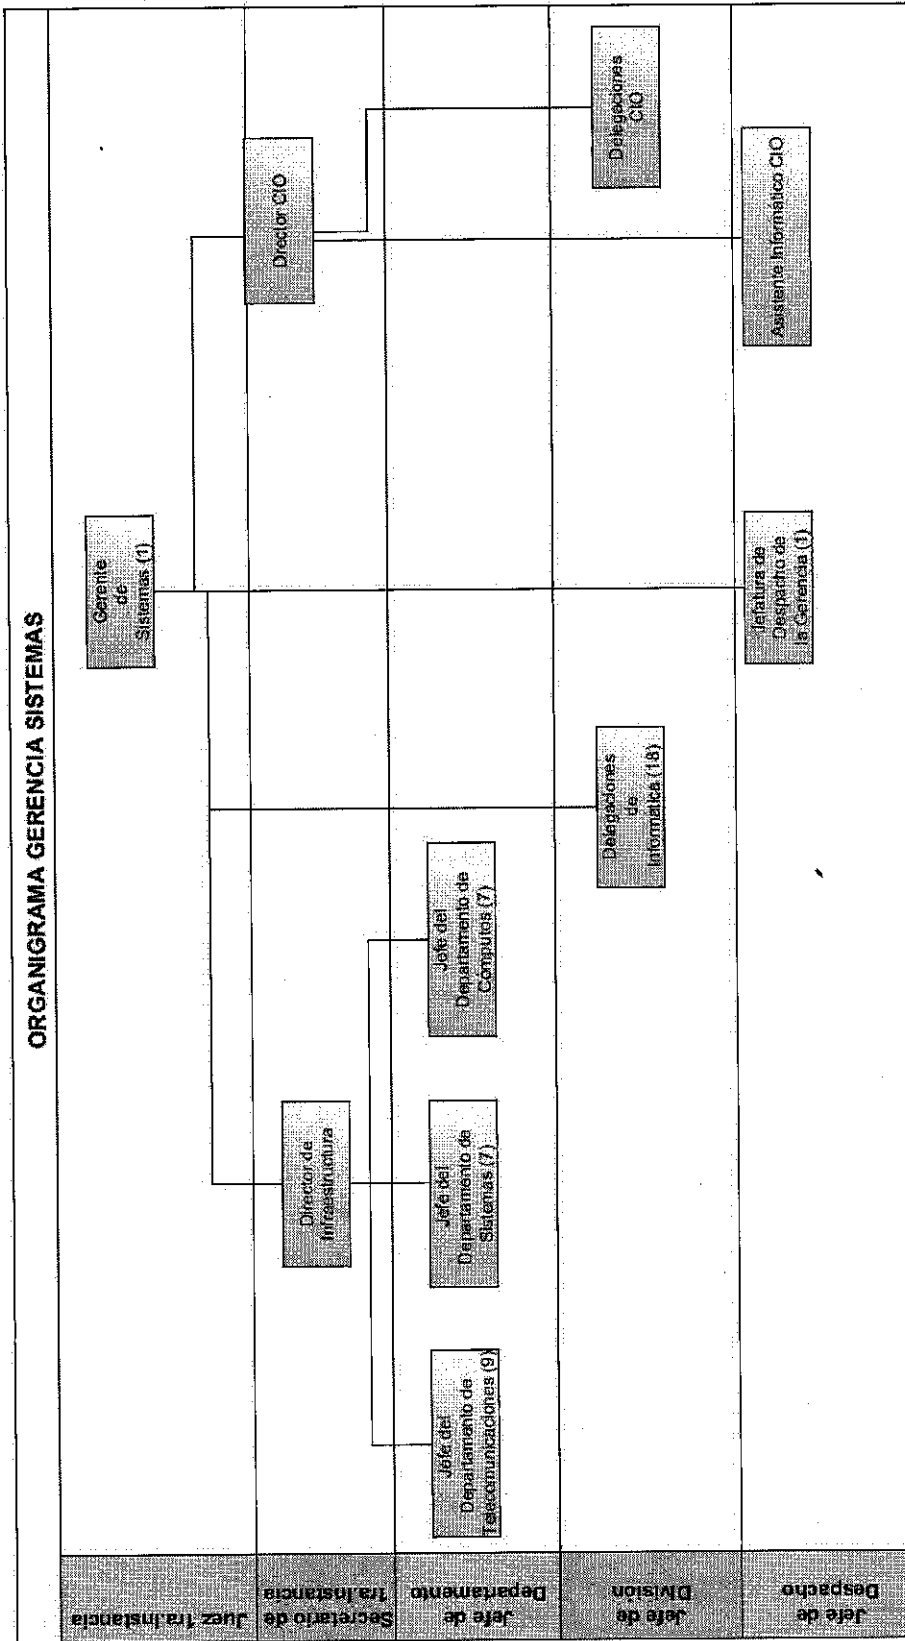 ORGANIGRAMA GERENCIA SISTEMAS
Juez 1ra.Instancia
Gerente
de
Sistemas (1)
Secretario de
1ra.Instancia
Director de
Infraestructura
Director CIO
Jefe de
Departamento
Jefe del
Departamento de
Telecomunicaciones (9)
Jefe del
Departamento de
Sistemas (7)
Jefe del
Departamento de
Cómputos (7)
Jefe de
División
Delegaciones
de
Informática (18)
Delegaciones
CIO
Jefe de
Despacho
Jefatura de
Despacho de
la Gerencia (1)
Asistente Informático CIO